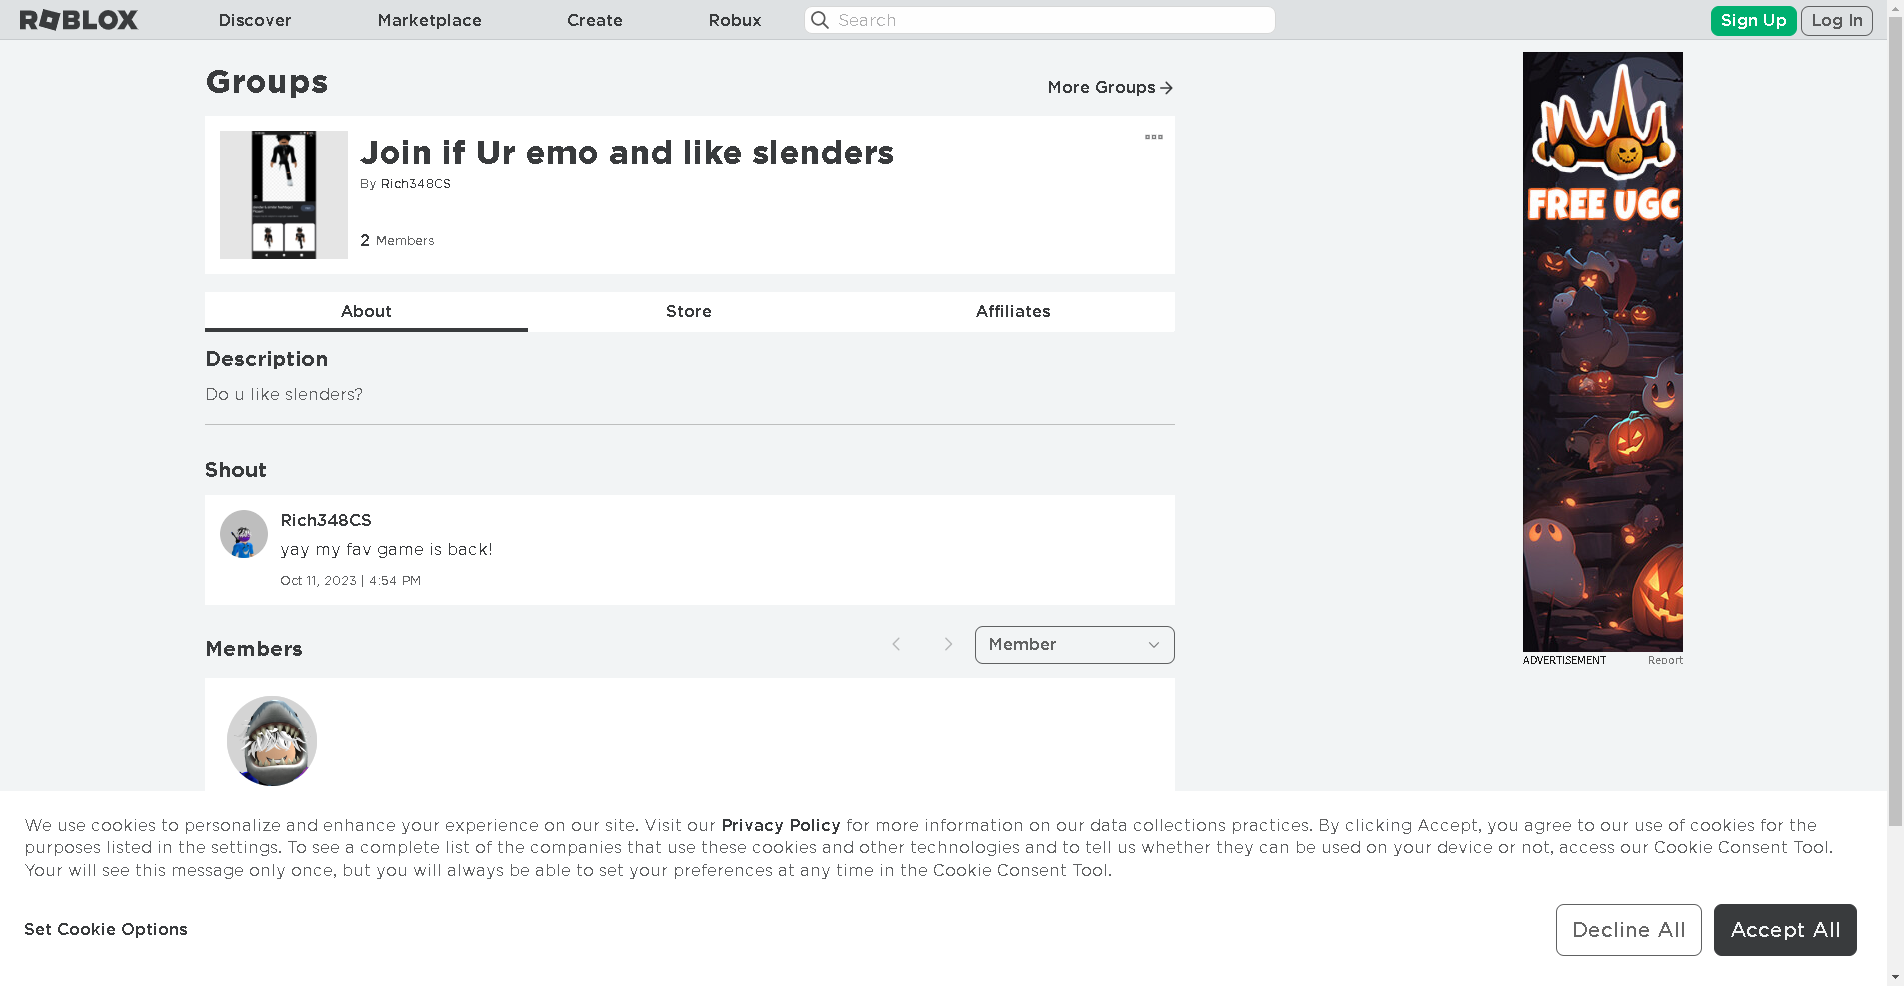 ROBLOX
Discover
Marketplace
Create
Robux
Search
Sign Up
Log In
Groups
More Groups
Join if Ur emo and like slenders
By Rich348CS
2 Members
About
Store
Affiliates
Description
Do u like slenders?
Shout
Rich348CS
yay my fav game is back!
Oct 11, 2023 | 4:54 PM
Members
Member
FREE UGC
ADVERTISEMENT
Report
We use cookies to personalize and enhance your experience on our site. Visit our Privacy Policy for more information on our data collections practices. By clicking Accept, you agree to our use of cookies for the
purposes listed in the settings. To see a complete list of the companies that use these cookies and other technologies and to tell us whether they can be used on your device or not, access our Cookie Consent Tool.
Your will see this message only once, but you will always be able to set your preferences at any time in the Cookie Consent Tool.
Set Cookie Options
Decline All
Accept All